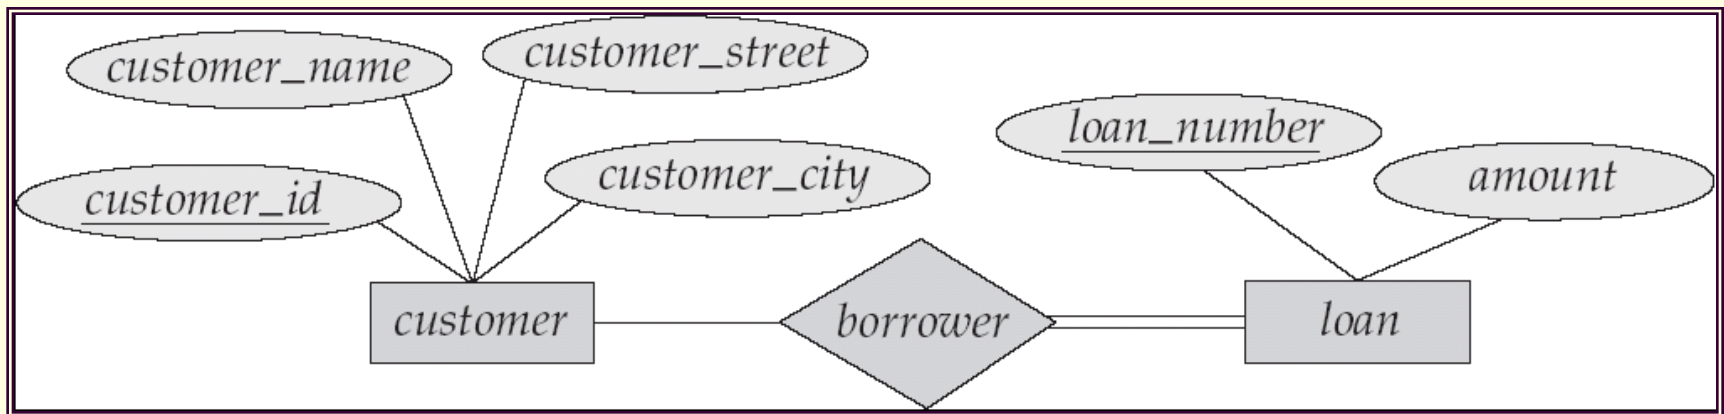 customer_name
customer_street
customer_id
customer_city
loan_number
amount
customer
borrower
loan